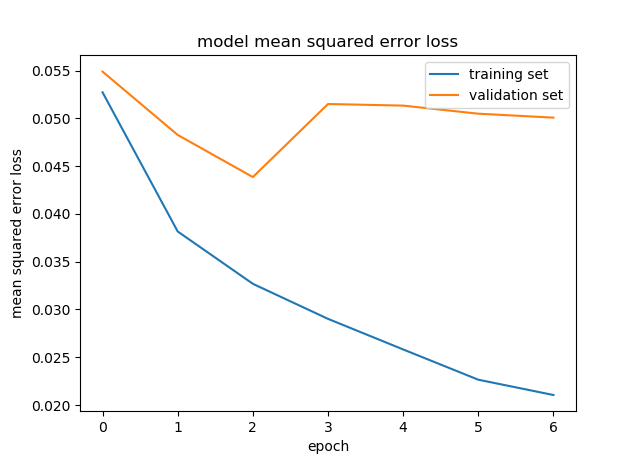 model mean squared error loss
training set
validation set
mean squared error loss
0.055
0.050
0.045
0.040
0.035
0.030
0.025
0.020
0 1 2 3 4 5 6
epoch